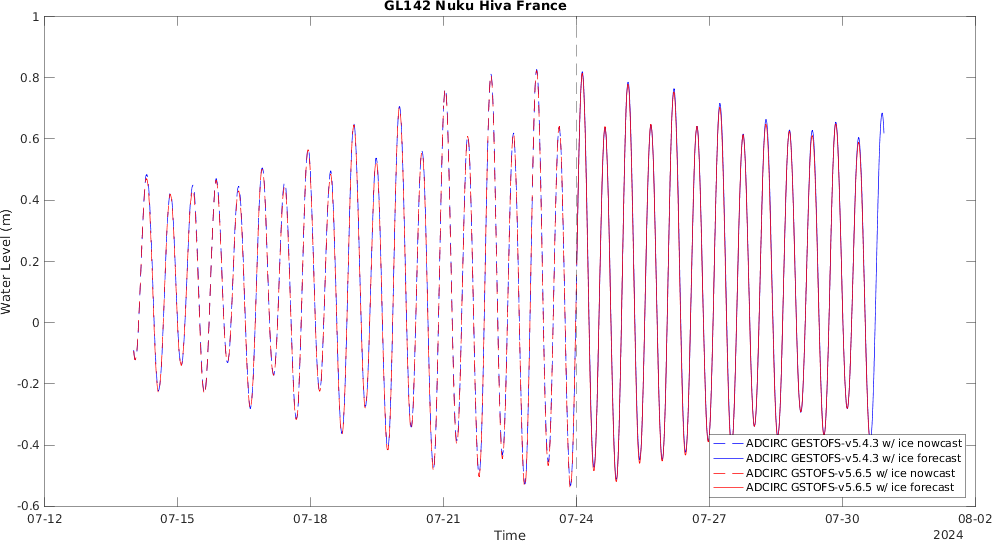 GL142 Nuku Hiva France
1
0.8
0.6
0.4
0.2
0
-0.2
-0.4
-0.6
Water Level (m)
07-12
07-15
07-18
07-21
07-24
07-27
07-30
08-02
Time
2024
ADCIRC GESTOFS-v5.4.3 w/ ice nowcast
ADCIRC GESTOFS-v5.4.3 w/ ice forecast
ADCIRC GSTOFS-v5.6.5 w/ ice nowcast
ADCIRC GSTOFS-v5.6.5 w/ ice forecast